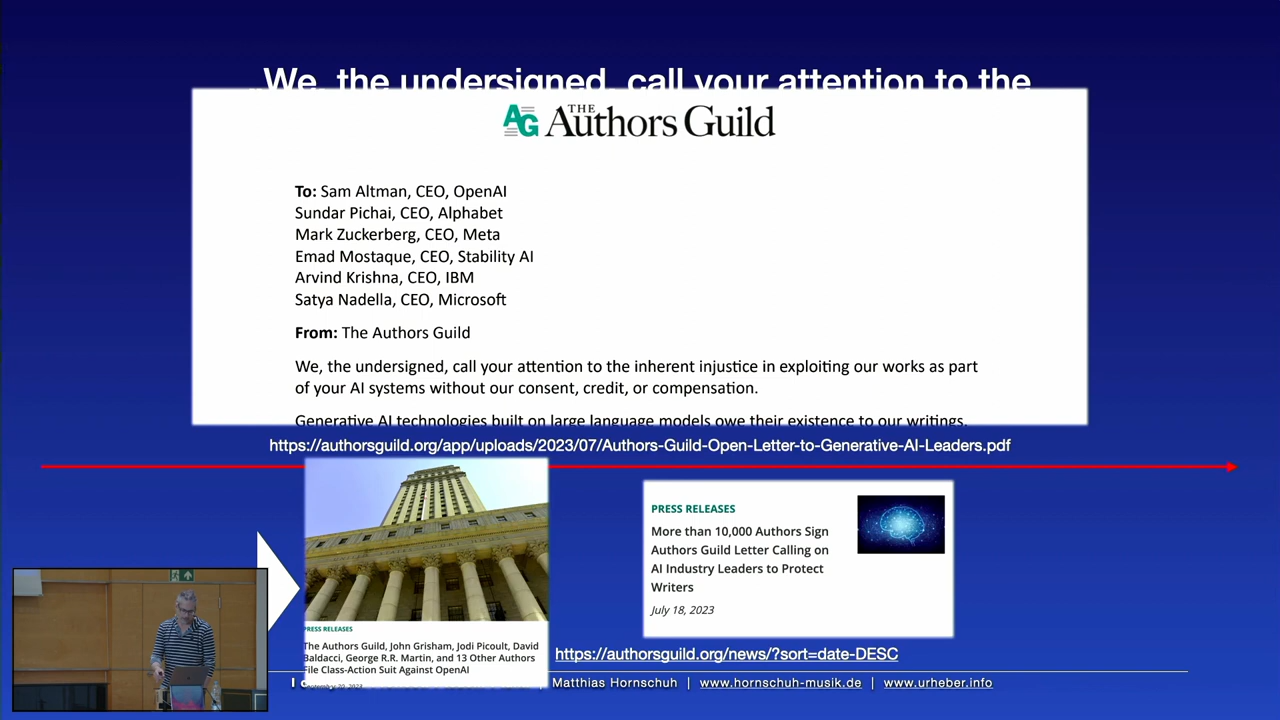 „We, the undersigned, call your attention to the
AG THE Authors Guild
To: Sam Altman, CEO, OpenAI
Sundar Pichai, CEO, Alphabet
Mark Zuckerberg, CEO, Meta
Emad Mostaque, CEO, Stability AI
Arvind Krishna, CEO, IBM
Satya Nadella, CEO, Microsoft
From: The Authors Guild
We, the undersigned, call your attention to the inherent injustice in exploiting our works as part
of your AI systems without our consent, credit, or compensation.
Generative AI technologies built on large language models owe their existence to our writings.
https://authorsguild.org/app/uploads/2023/07/Authors-Guild-Open-Letter-to-Generative-AI-Leaders.pdf
PRESS RELEASES
The Authors Guild, John Grisham, Jodi Picoult, David
Baldacci, George R.R. Martin, and 13 Other Authors
File Class-Action Suit Against OpenAI
September 20, 2023
PRESS RELEASES
More than 10,000 Authors Sign
Authors Guild Letter Calling on
AI Industry Leaders to Protect
Writers
July 18, 2023
https://authorsguild.org/news/?sort=date-DESC
| Matthias Hornschuh | www.hornschuh-musik.de | www.urheber.info